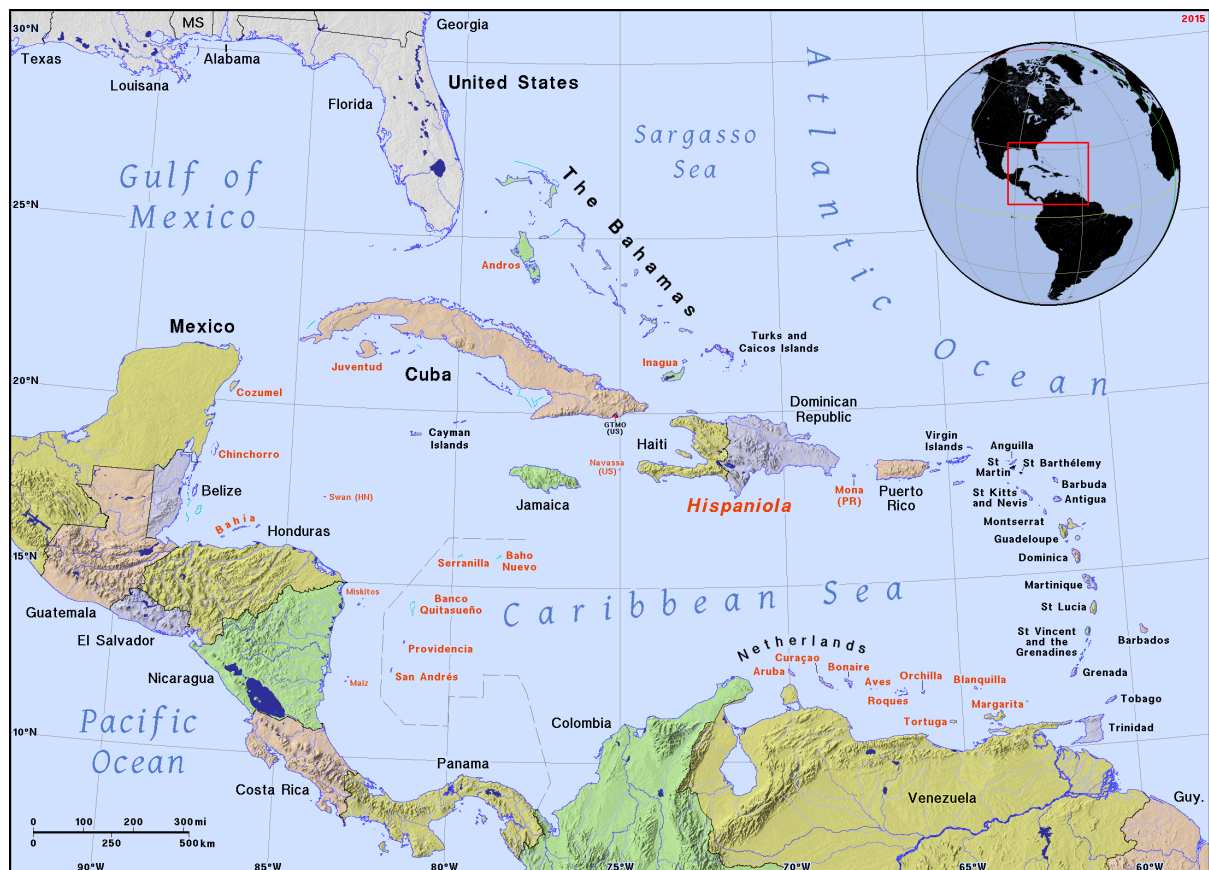 2015
30°N
MS
Georgia
Texas
Alabama
Louisana
United States
Florida
Atlantic Ocean
Sargasso
Sea
Gulf of
Mexico
25°N
The Bahamas
Andros
Mexico
Turks and
Caicos Islands
Juventud
Inagua
Cuba
20°N
Cozumel
Dominican
Republic
GTMO
(US)
Cayman
Islands
Haiti
Virgin
Islands
Anguilla
Chinchorro
Navassa
(US)
St
Martin
St Barthélemy
Barbuda
Belize
Swan (HN)
Jamaica
Hispaniola
Mona
(PR)
Puerto
Rico
St Kitts
and Nevis
Antigua
Bahia
Honduras
Montserrat
Guadeloupe
15°N
Serranilla
Baho
Nuevo
Dominica
Miskitos
Caribbean Sea
Martinique
Banco
Quitasueño
St Lucia
Guatemala
El Salvador
St Vincent
and the
Grenadines
Barbados
Providencia
Netherlands
Curaçao
Aruba
Bonaire
Nicaragua
San Andrés
Maíz
Aves
Roques
Orchilla
Blanquilla
Grenada
Margarita
Tobago
Pacific
Ocean
Colombia
Tortuga
Trinidad
10°N
Panama
Costa Rica
Venezuela
Guy.
0 100 200 300 mi
0 250 500 km
90°W
85°W
80°W
75°W
70°W
65°W
60°W